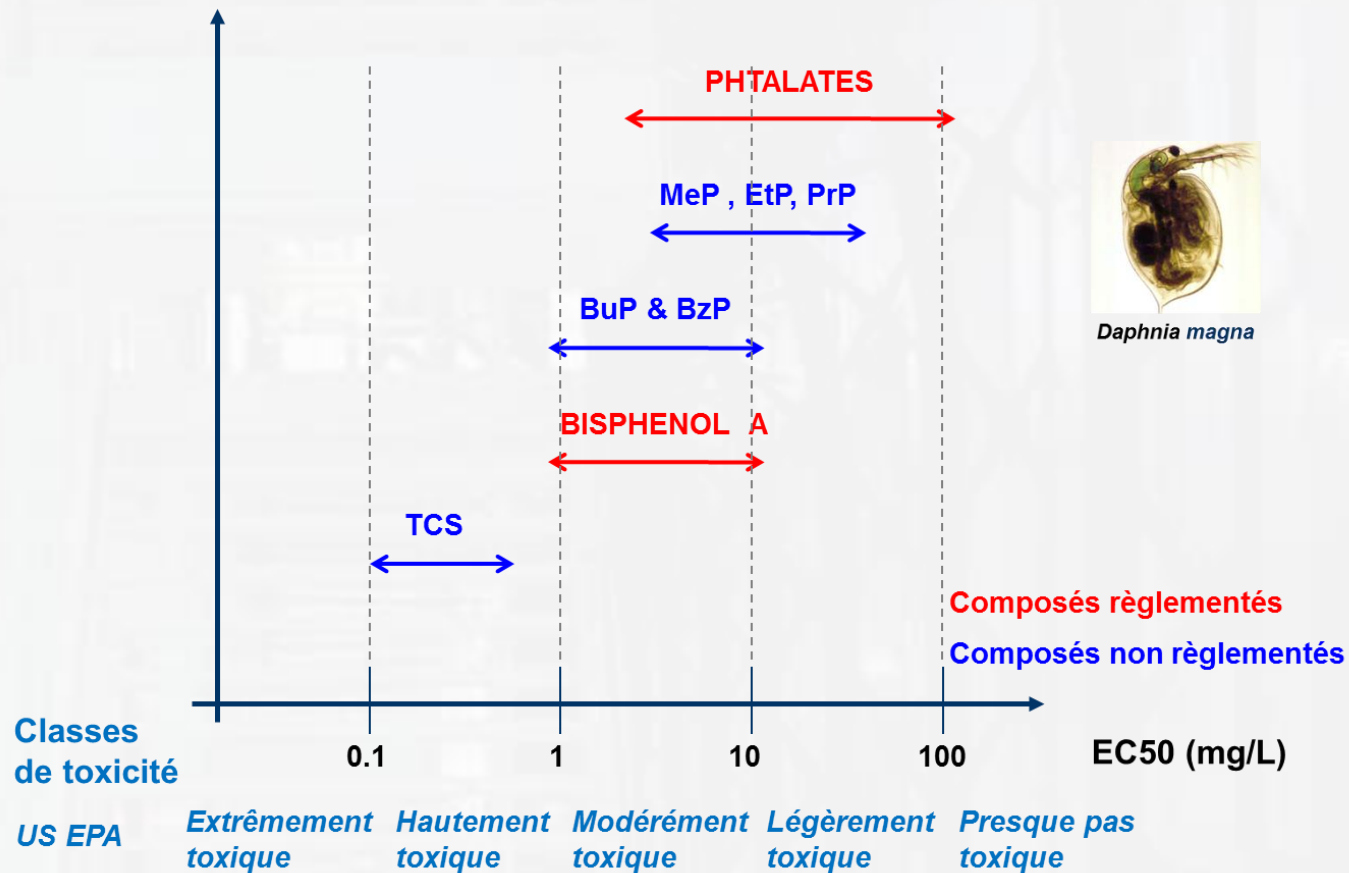 PHTALATES
MeP , EtP, PrP
BuP & BzP
Daphnia magna
BISPHENOL A
TCS
Composés règlementés
Composés non règlementés
Classes
de toxicité
0.1 1 10 100 EC50 (mg/L)
US EPA
Extrêmement
toxique
Hautement
toxique
Modérément
toxique
Légèrement
toxique
Presque pas
toxique